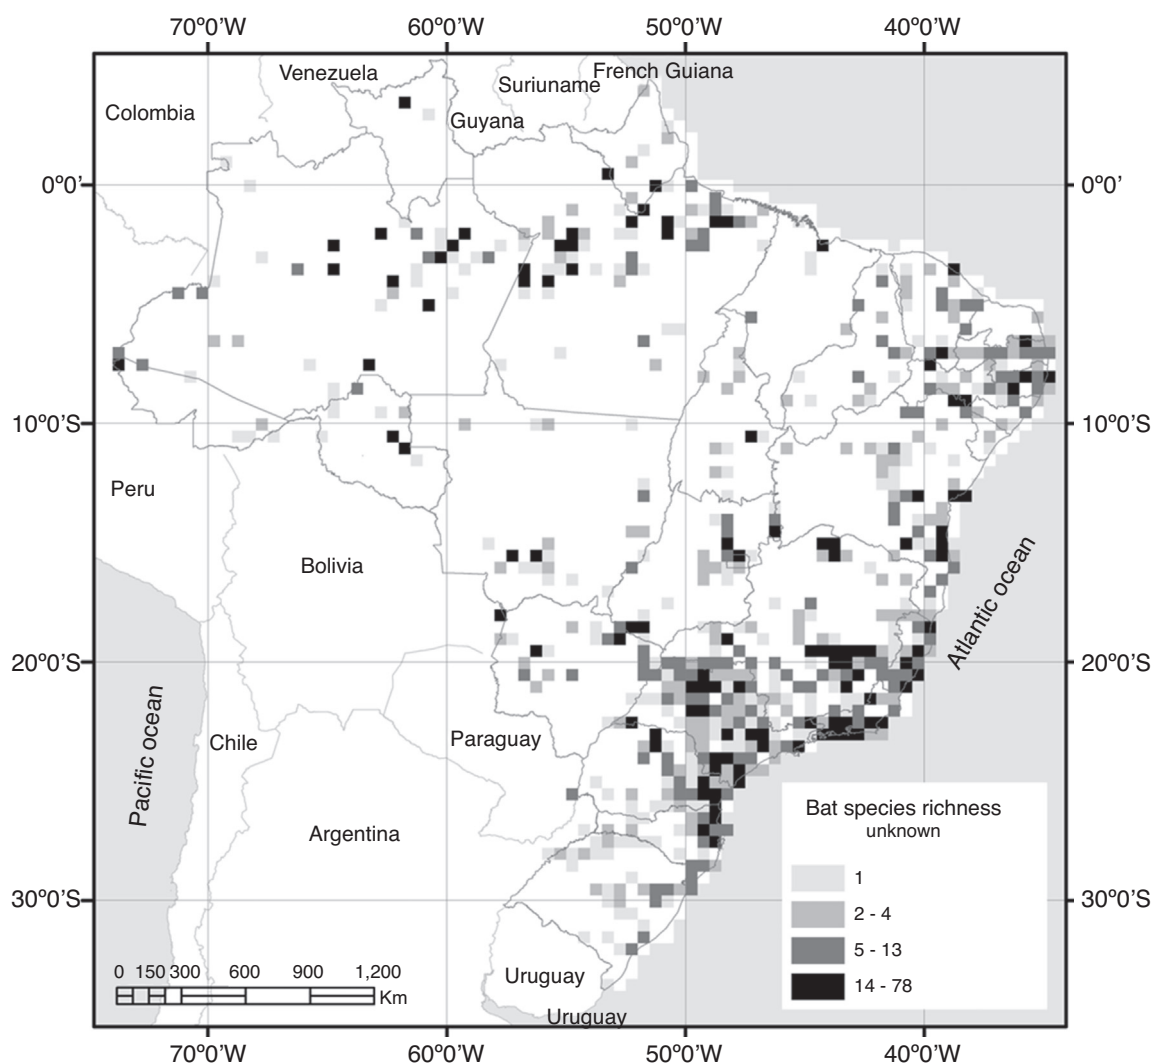 70º0'W 60º0'W 50º0'W 40º0'W
Venezuela
Suriuname
French Guiana
Colombia
Guyana
0º0'
0º0'
10º0'S
10º0'S
Peru
Bolivia
Atlantic ocean
20º0'S
20º0'S
Pacific ocean
Chile
Paraguay
Argentina
Bat species richness
unknown
1
2 - 4
5 - 13
14 - 78
30º0'S
30º0'S
0 150 300 600 900 1,200
Km
Uruguay
Uruguay
70º0'W 60º0'W 50º0'W 40º0'W